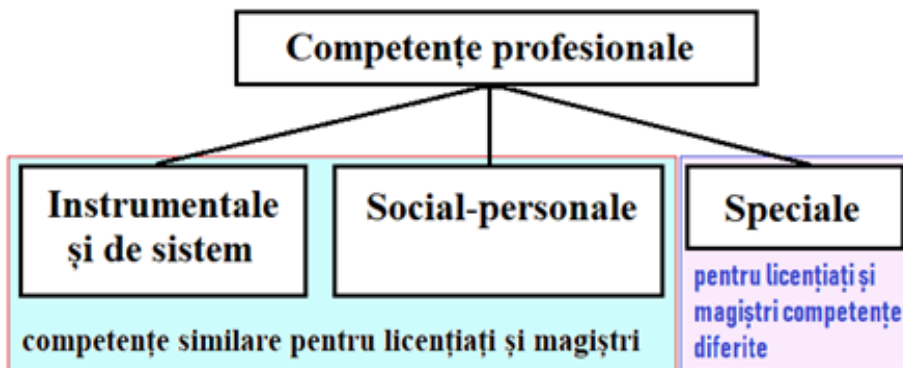 Competențe profesionale
Instrumentale
și de sistem
Social-personale
Speciale
competențe similare pentru licențiați și magiștri
pentru licențiați și
magiștri competențe
diferite